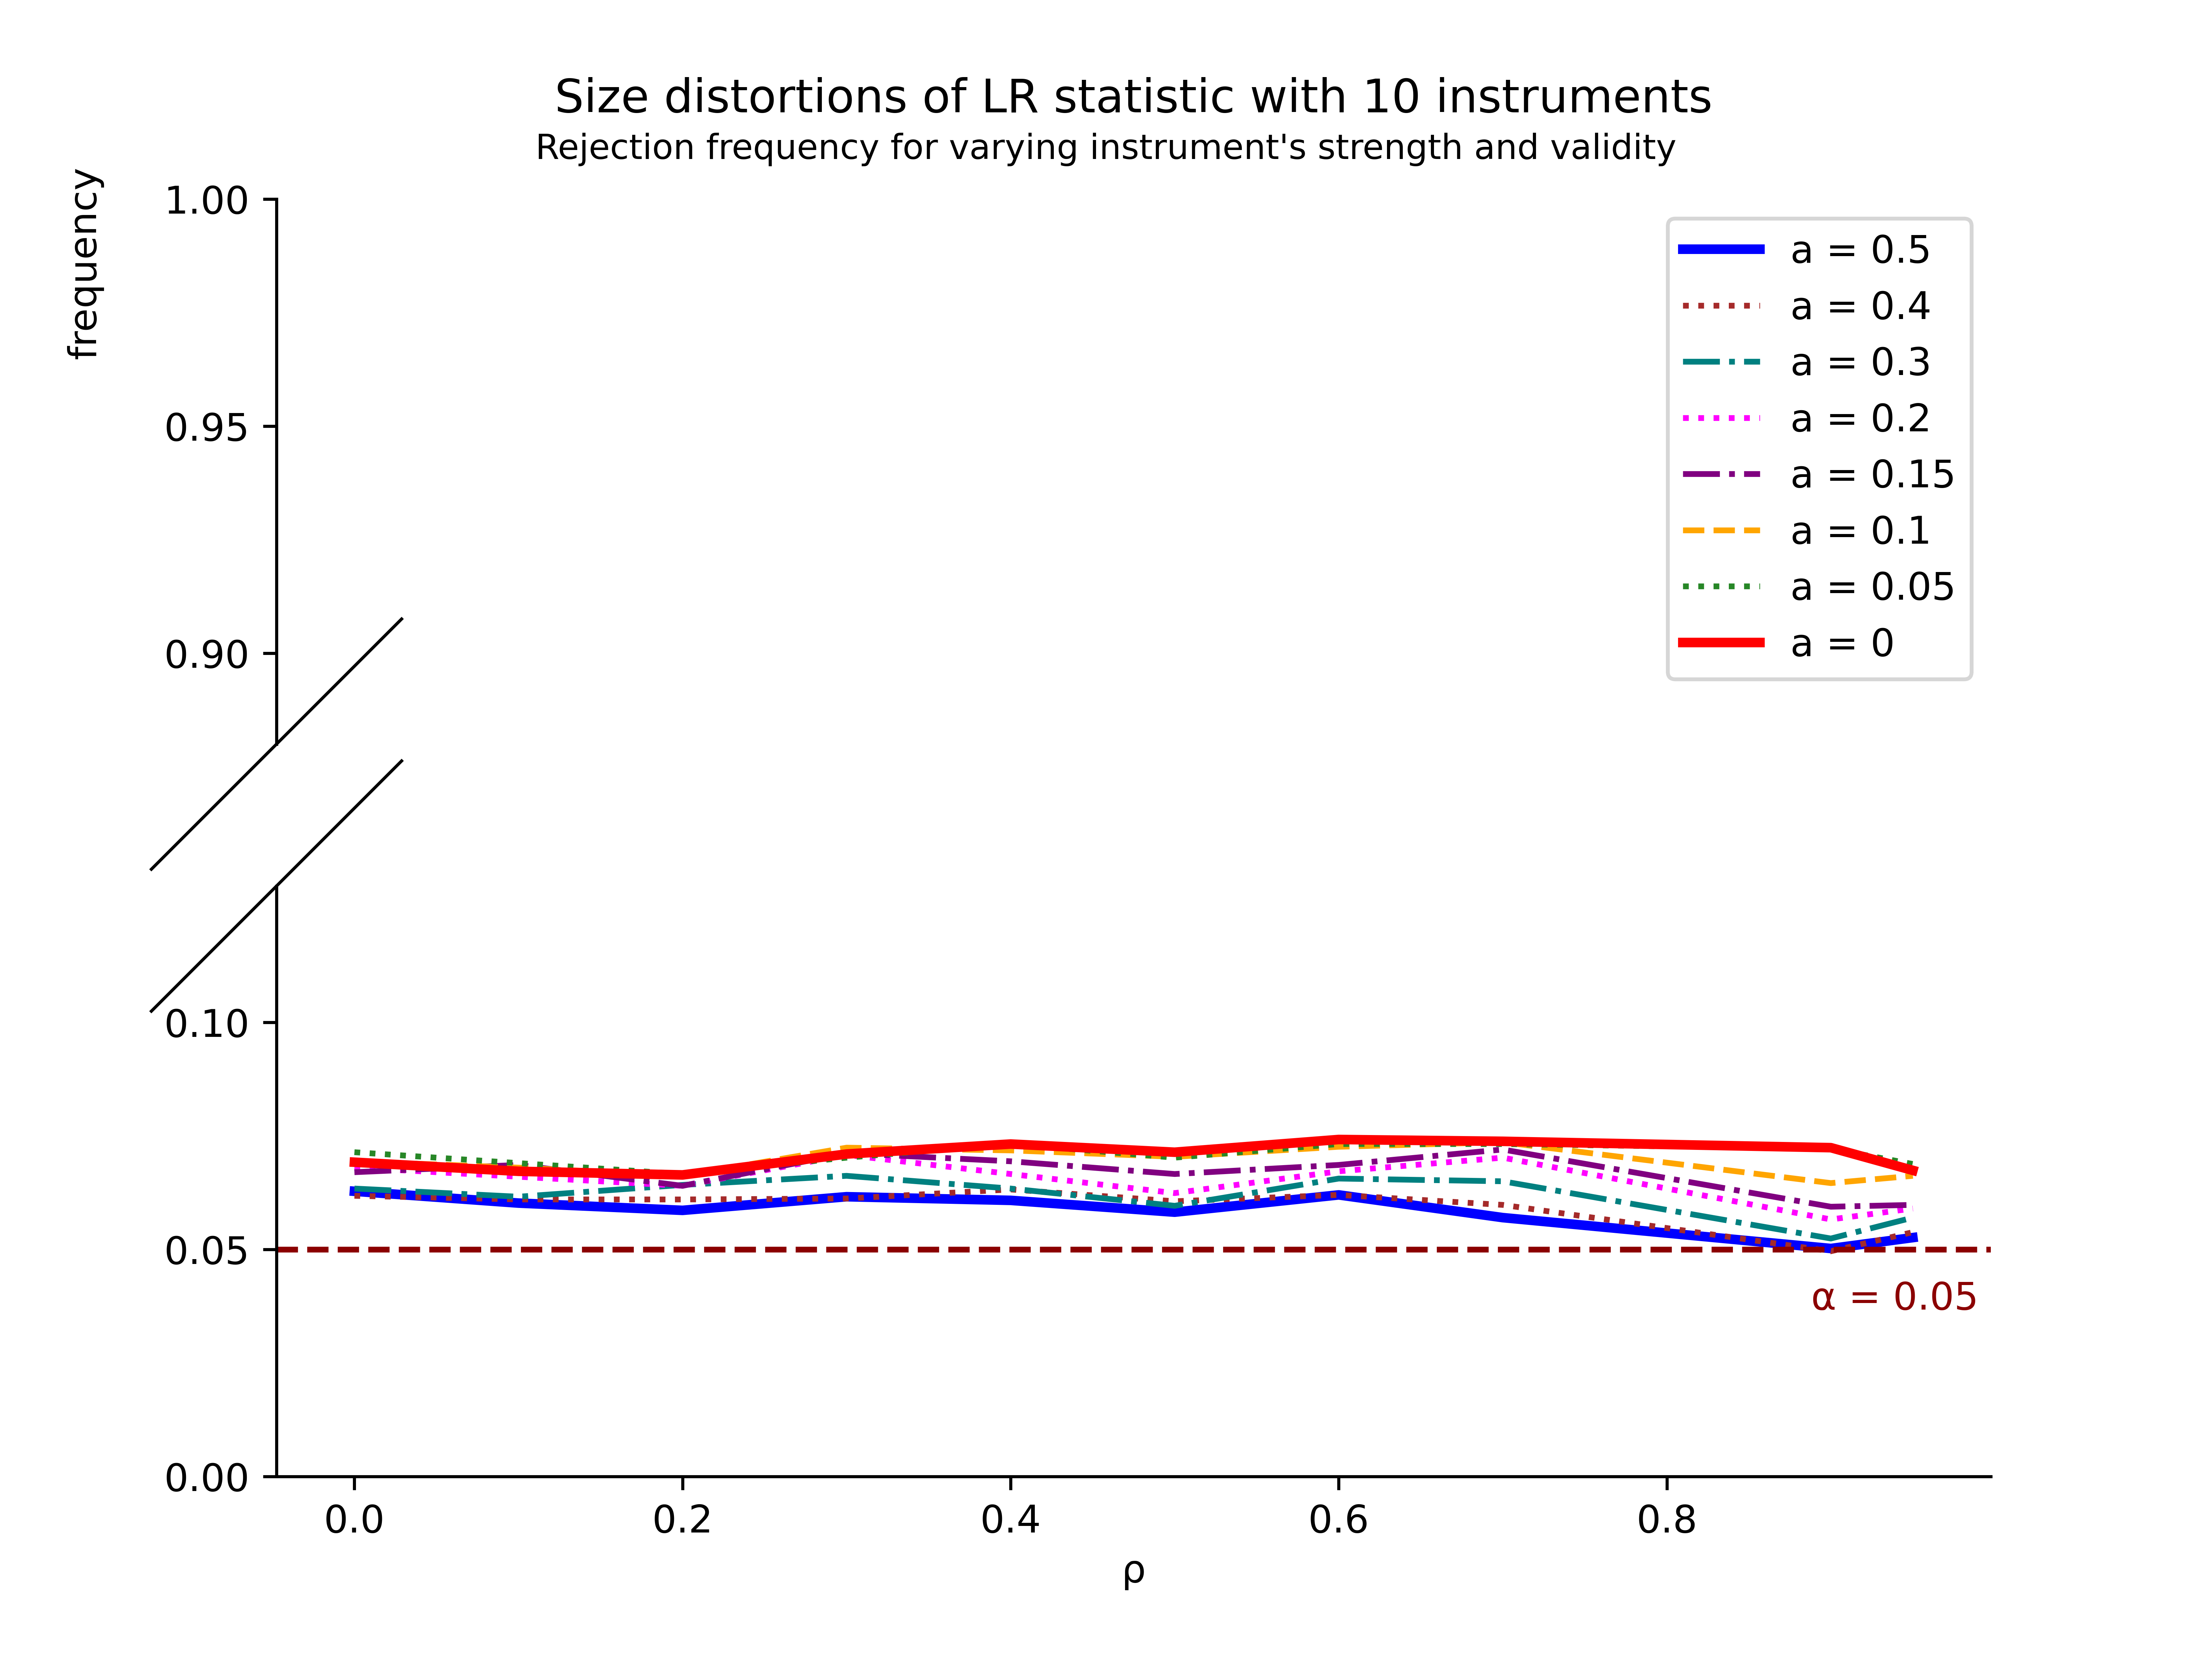 Size distortions of LR statistic with 10 instruments
Rejection frequency for varying instrument's strength and validity
frequency
1.00
0.95
0.90
0.10
0.05
0.00
a = 0.5
a = 0.4
a = 0.3
a = 0.2
a = 0.15
a = 0.1
a = 0.05
a = 0
α = 0.05
0.0 0.2 0.4 0.6 0.8
ρ